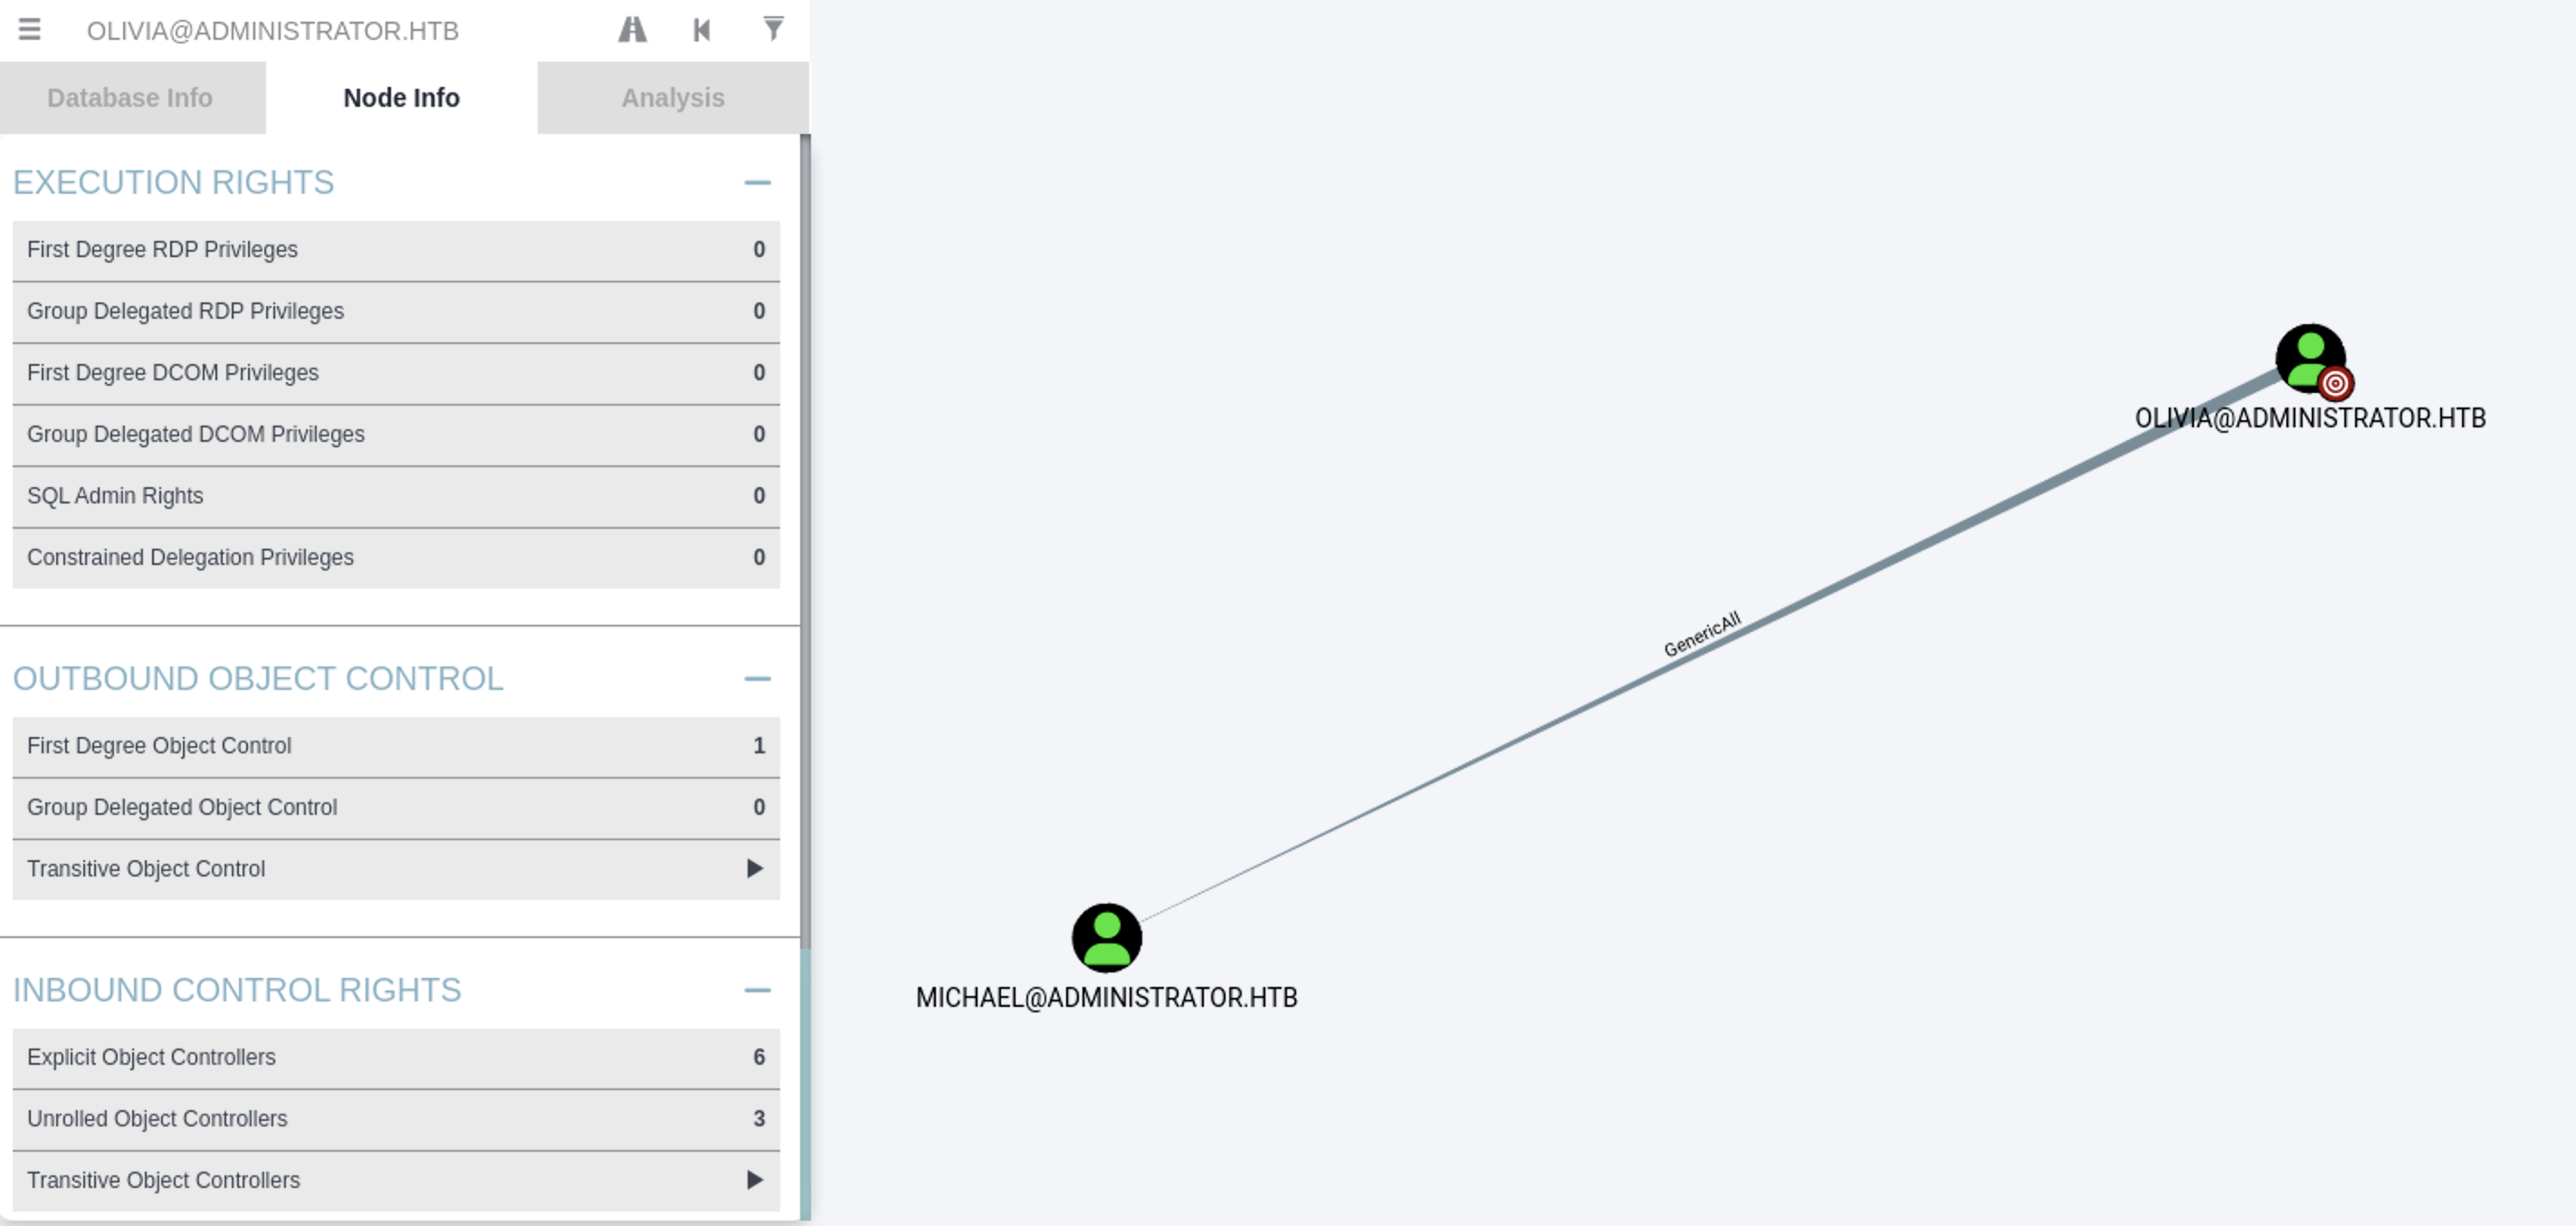 OLIVIA@ADMINISTRATOR.HTB
Database Info
Node Info
Analysis
EXECUTION RIGHTS
First Degree RDP Privileges 0
Group Delegated RDP Privileges 0
First Degree DCOM Privileges 0
Group Delegated DCOM Privileges 0
SQL Admin Rights 0
Constrained Delegation Privileges 0
OUTBOUND OBJECT CONTROL
First Degree Object Control 1
Group Delegated Object Control 0
Transitive Object Control
INBOUND CONTROL RIGHTS
Explicit Object Controllers 6
Unrolled Object Controllers 3
Transitive Object Controllers
OLIVIA@ADMINISTRATOR.HTB
GenericAll
MICHAEL@ADMINISTRATOR.HTB